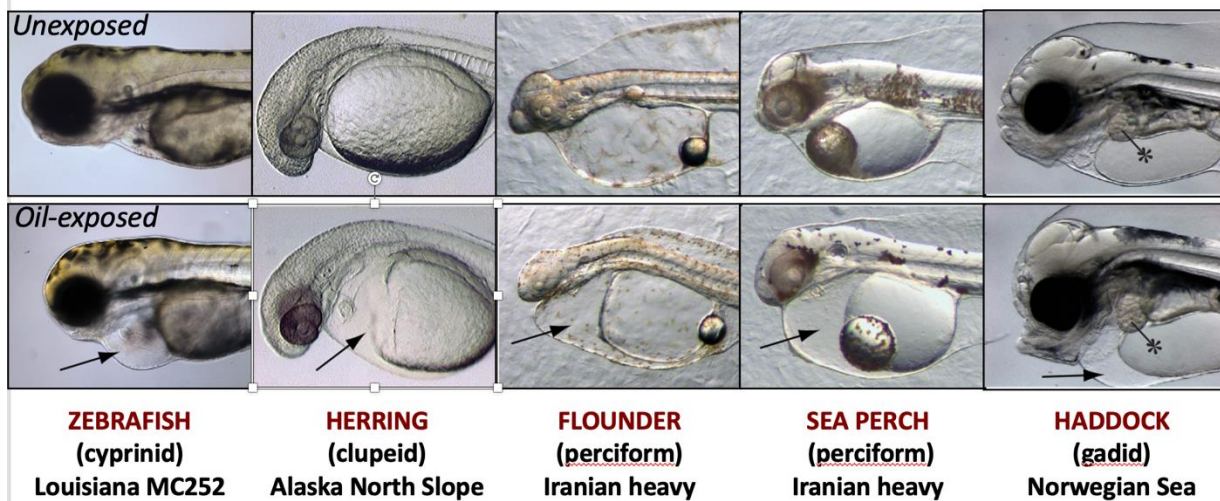 Unexposed
Oil-exposed
*
*
ZEBRAFISH HERRING FLOUNDER SEA PERCH HADDOCK
(cyprinid) (clupeid) (perciform) (perciform) (gadid)
Louisiana MC252 Alaska North Slope Iranian heavy Iranian heavy Norwegian Sea